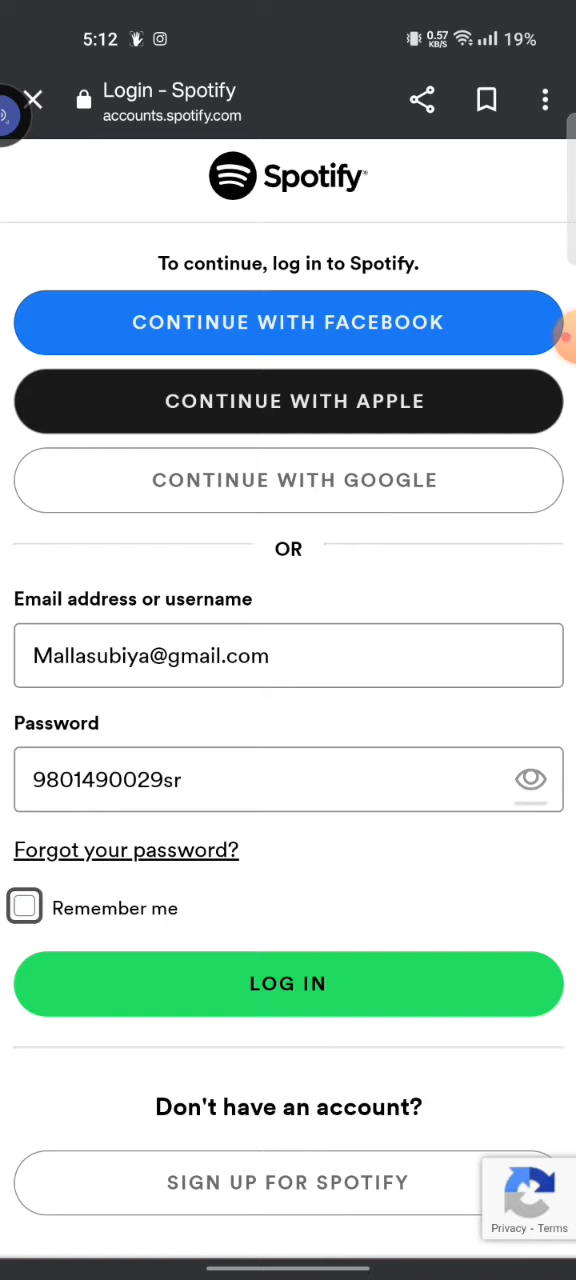 5:12 0.57 KB/S 19%
Login - Spotify
accounts.spotify.com
Spotify
To continue, log in to Spotify.
CONTINUE WITH FACEBOOK
CONTINUE WITH APPLE
CONTINUE WITH GOOGLE
OR
Email address or username
Mallasubiya@gmail.com
Password
9801490029sr
Forgot your password?
Remember me
LOG IN
Don't have an account?
SIGN UP FOR SPOTIFY
Privacy - Terms